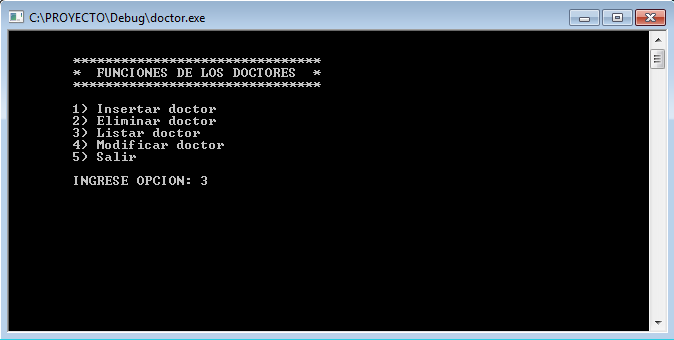 C:\PROYECTO\Debug\doctor.exe
*******************************
*  FUNCIONES DE LOS DOCTORES  *
*******************************
1) Insertar doctor
2) Eliminar doctor
3) Listar doctor
4) Modificar doctor
5) Salir
INGRESE OPCION: 3